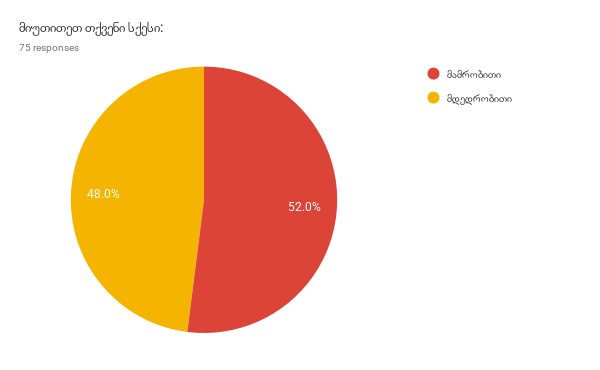 მიუთითეთ თქვენი სქესი:
75 responses
მამრობითი
მდედრობითი
48.0%
52.0%